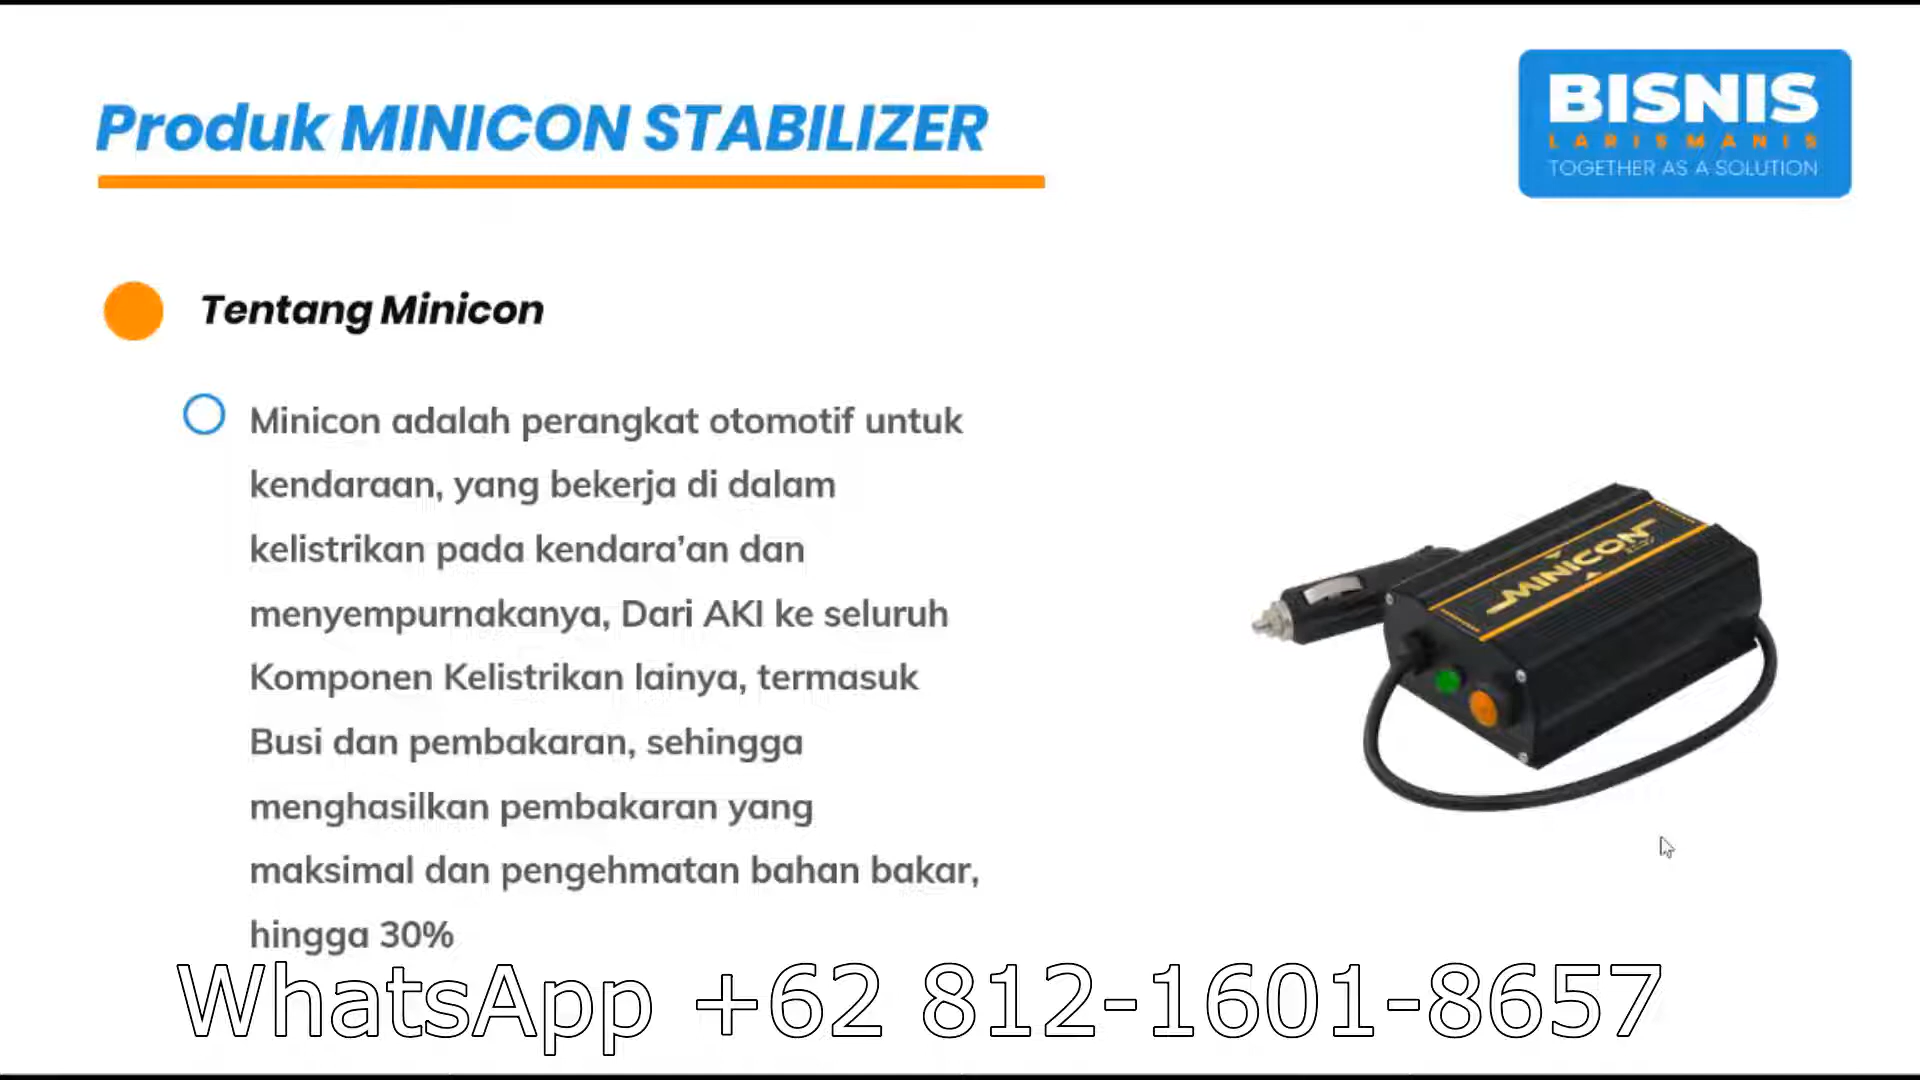 Produk MINICON STABILIZER
BISNIS
LARISMANIS
TOGETHER AS A SOLUTION
Tentang Minicon
Minicon adalah perangkat otomotif untuk
kendaraan, yang bekerja di dalam
kelistrikan pada kendara’an dan
menyempurnakanya, Dari AKI ke seluruh
Komponen Kelistrikan lainya, termasuk
Busi dan pembakaran, sehingga
menghasilkan pembakaran yang
maksimal dan pengehmatan bahan bakar,
hingga 30%
MINICON
WhatsApp +62 812-1601-8657